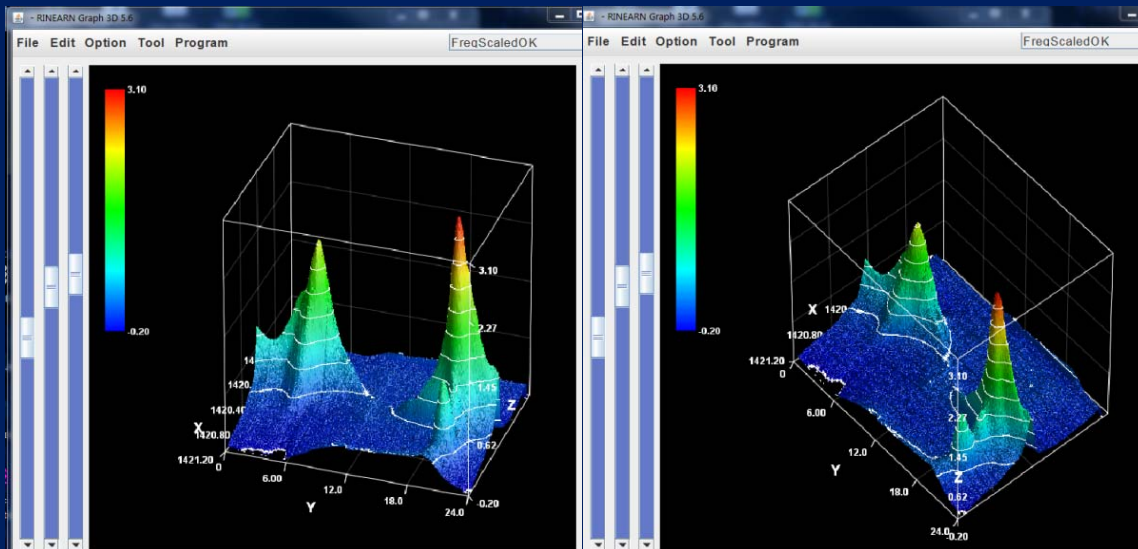 - RINEARN Graph 3D 5.6
File Edit Option Tool Program
FreqScaledOK
3.10
-0.20
3.10
2.27
1.45
0.62
-0.20
Z
14
1420.
1420.40
1420.80
1421.20
X
0
6.00
12.0
18.0
24.0
Y
- RINEARN Graph 3D 5.6
File Edit Option Tool Program
FreqScaledOK
3.10
-0.20
X
1420
1420.80
1421.20
0
6.00
12.0
18.0
24.0
Y
3.10
2.27
1.45
Z
0.62
-0.20